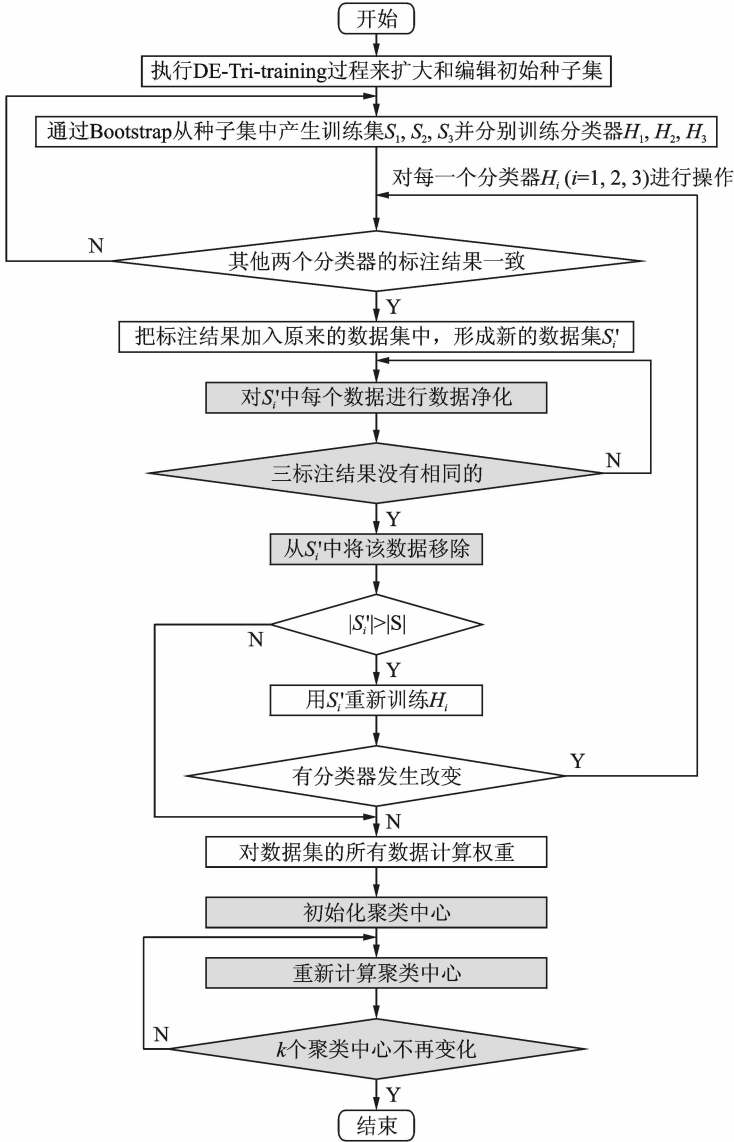 开始
执行DE-Tri-training过程来扩大和编辑初始种子集
通过Bootstrap从种子集中产生训练集S1, S2, S3并分别训练分类器H1, H2, H3
对每一个分类器Hi (i=1, 2, 3)进行操作
N
其他两个分类器的标注结果一致
Y
把标注结果加入原来的数据集中，形成新的数据集Si'
对Si'中每个数据进行数据净化
三标注结果没有相同的
N
Y
从Si'中将该数据移除
|Si'|>|S|
N
Y
用Si'重新训练Hi
有分类器发生改变
Y
N
对数据集的所有数据计算权重
初始化聚类中心
重新计算聚类中心
N
k个聚类中心不再变化
Y
结束